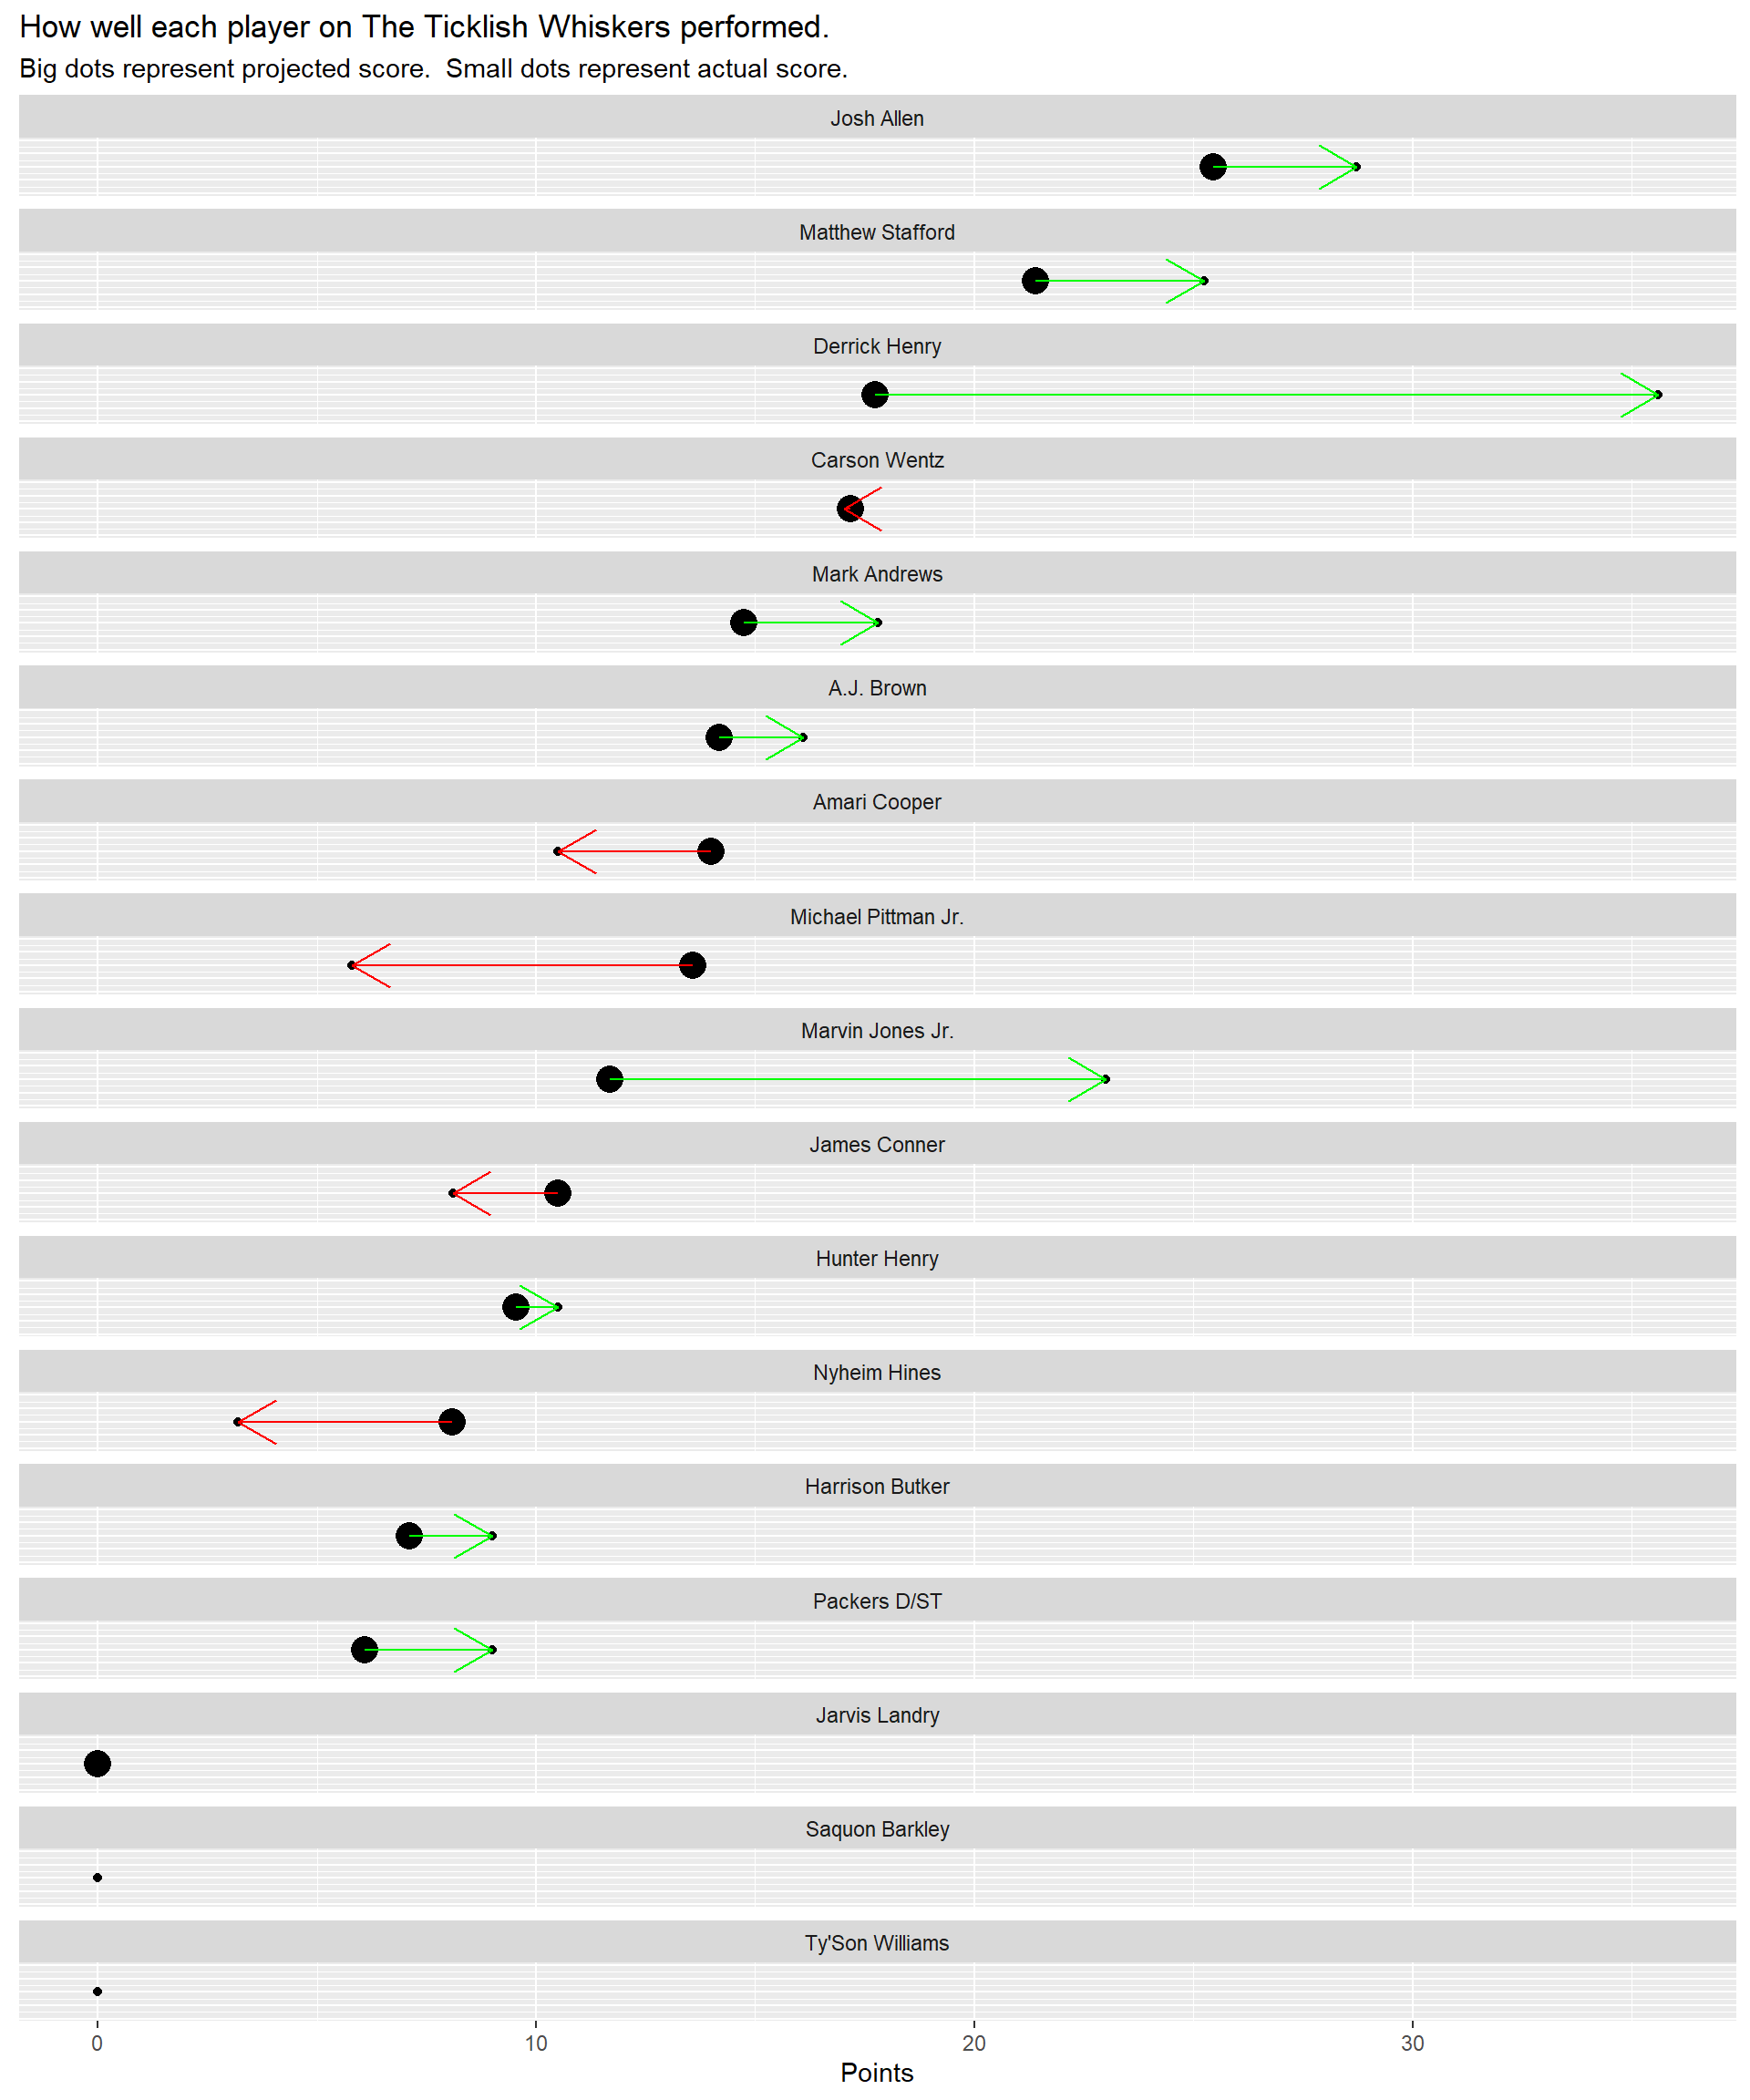 How well each player on The Ticklish Whiskers performed.
Big dots represent projected score.  Small dots represent actual score.
Josh Allen
Matthew Stafford
Derrick Henry
Carson Wentz
Mark Andrews
A.J. Brown
Amari Cooper
Michael Pittman Jr.
Marvin Jones Jr.
James Conner
Hunter Henry
Nyheim Hines
Harrison Butker
Packers D/ST
Jarvis Landry
Saquon Barkley
Ty'Son Williams
0 10 20 30
Points